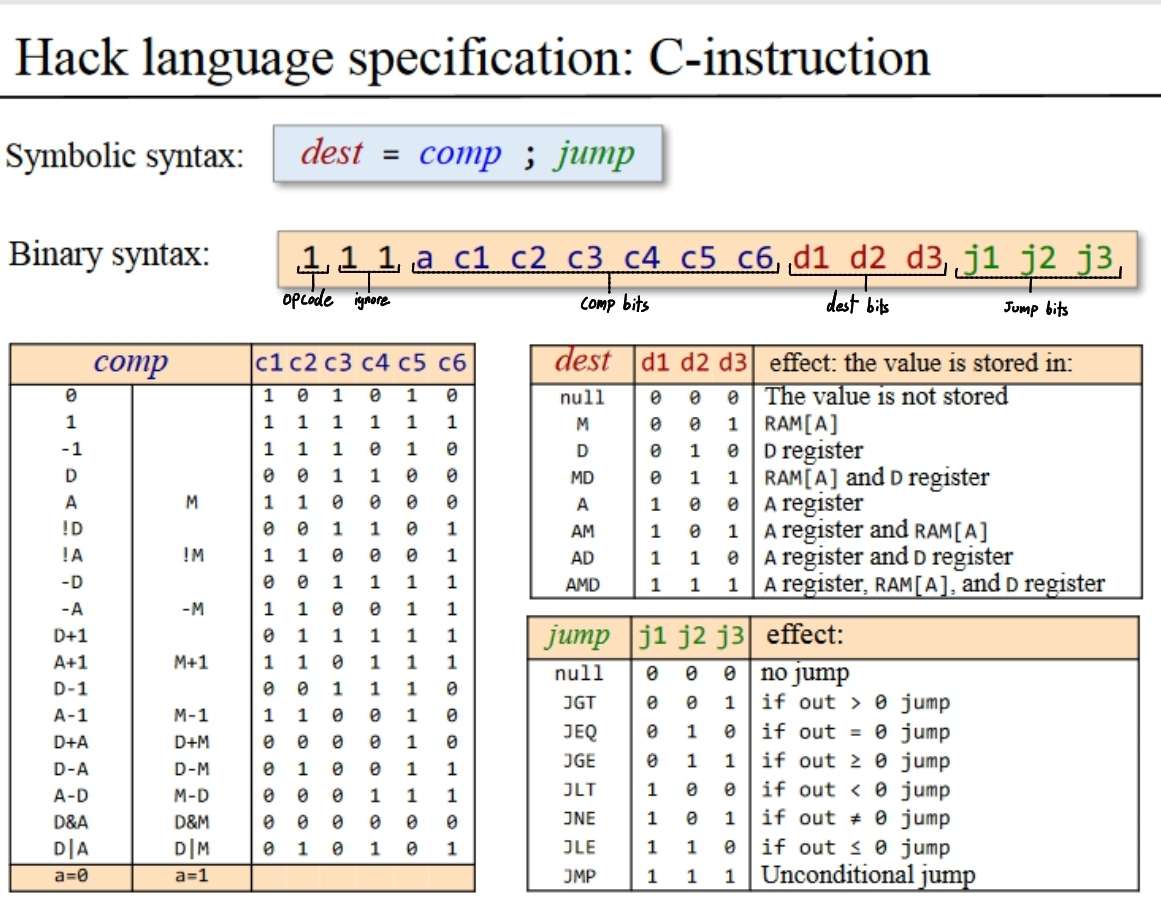 Hack language specification: C-instruction
Symbolic syntax: dest = comp ; jump
Binary syntax: 1 1 1 a c1 c2 c3 c4 c5 c6 d1 d2 d3 j1 j2 j3
opcode ignore comp bits dest bits Jump bits
comp c1 c2 c3 c4 c5 c6
0 1 0 1 0 1 0
1 1 1 1 1 1 1
-1 1 1 1 0 1 0
D 0 0 1 1 0 0
A M 1 1 0 0 0 0
!D 0 0 1 1 0 1
!A !M 1 1 0 0 0 1
-D 0 0 1 1 1 1
-A -M 1 1 0 0 1 1
D+1 0 1 1 1 1 1
A+1 M+1 1 1 0 1 1 1
D-1 0 0 1 1 1 0
A-1 M-1 1 1 0 0 1 0
D+A D+M 0 0 0 0 1 0
D-A D-M 0 1 0 0 1 1
A-D M-D 0 0 0 1 1 1
D&A D&M 0 0 0 0 0 0
D|A D|M 0 1 0 1 0 1
a=0 a=1
dest d1 d2 d3 effect: the value is stored in:
null 0 0 0 The value is not stored
M 0 0 1 RAM[A]
D 0 1 0 D register
MD 0 1 1 RAM[A] and D register
A 1 0 0 A register
AM 1 0 1 A register and RAM[A]
AD 1 1 0 A register and D register
AMD 1 1 1 A register, RAM[A], and D register
jump j1 j2 j3 effect:
null 0 0 0 no jump
JGT 0 0 1 if out > 0 jump
JEQ 0 1 0 if out = 0 jump
JGE 0 1 1 if out ≥ 0 jump
JLT 1 0 0 if out < 0 jump
JNE 1 0 1 if out ≠ 0 jump
JLE 1 1 0 if out ≤ 0 jump
JMP 1 1 1 Unconditional jump